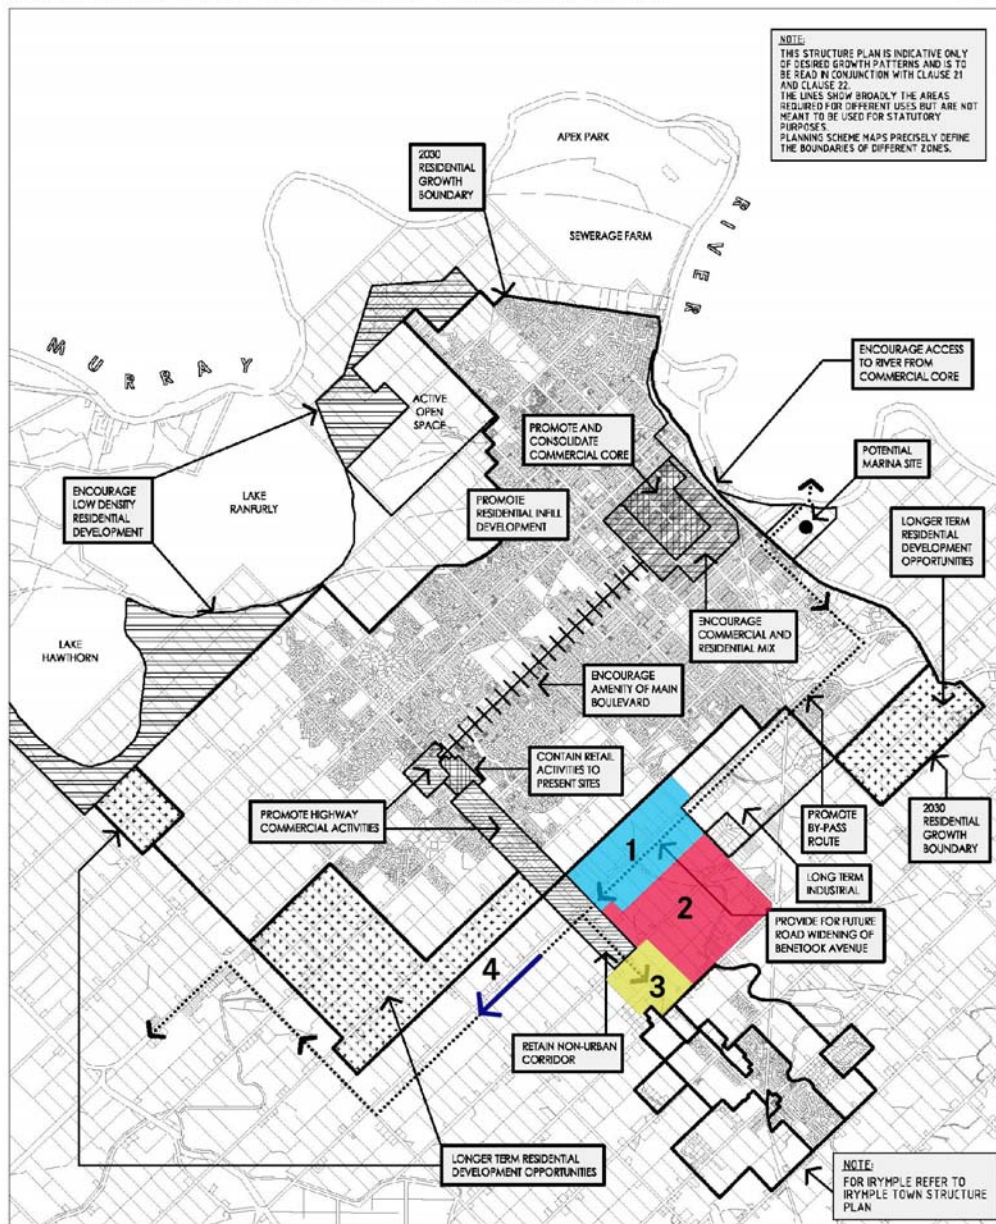 NOTE:
THIS STRUCTURE PLAN IS INDICATIVE ONLY
OF DESIRED GROWTH PATTERNS AND IS TO
BE READ IN CONJUNCTION WITH CLAUSE 21
AND CLAUSE 22.
THE LINES SHOW BROADLY THE AREAS
REQUIRED FOR DIFFERENT USES BUT ARE NOT
MEANT TO BE USED FOR STATUTORY
PURPOSES.
PLANNING SCHEME MAPS PRECISELY DEFINE
THE BOUNDARIES OF DIFFERENT ZONES.
APEX PARK
2030
RESIDENTIAL
GROWTH
BOUNDARY
SEWERAGE FARM
RIVER
MURRAY
ENCOURAGE ACCESS
TO RIVER FROM
COMMERCIAL CORE
ACTIVE
OPEN
SPACE
PROMOTE AND
CONSOLIDATE
COMMERCIAL CORE
POTENTIAL
MARINA SITE
ENCOURAGE
LOW DENSITY
RESIDENTIAL
DEVELOPMENT
LAKE
RANFURLY
PROMOTE
RESIDENTIAL INFILL
DEVELOPMENT
LONGER TERM
RESIDENTIAL
DEVELOPMENT
OPPORTUNITIES
LAKE
HAWTHORN
ENCOURAGE
COMMERCIAL AND
RESIDENTIAL MIX
ENCOURAGE
AMENITY OF MAIN
BOULEVARD
CONTAIN RETAIL
ACTIVITIES TO
PRESENT SITES
PROMOTE HIGHWAY
COMMERCIAL ACTIVITIES
PROMOTE
BY-PASS
ROUTE
2030
RESIDENTIAL
GROWTH
BOUNDARY
1
LONG TERM
INDUSTRIAL
2
PROVIDE FOR FUTURE
ROAD WIDENING OF
BENETOOK AVENUE
4
3
RETAIN NON-URBAN
CORRIDOR
LONGER TERM RESIDENTIAL
DEVELOPMENT OPPORTUNITIES
NOTE:
FOR IRYMPLE REFER TO
IRYMPLE TOWN STRUCTURE
PLAN